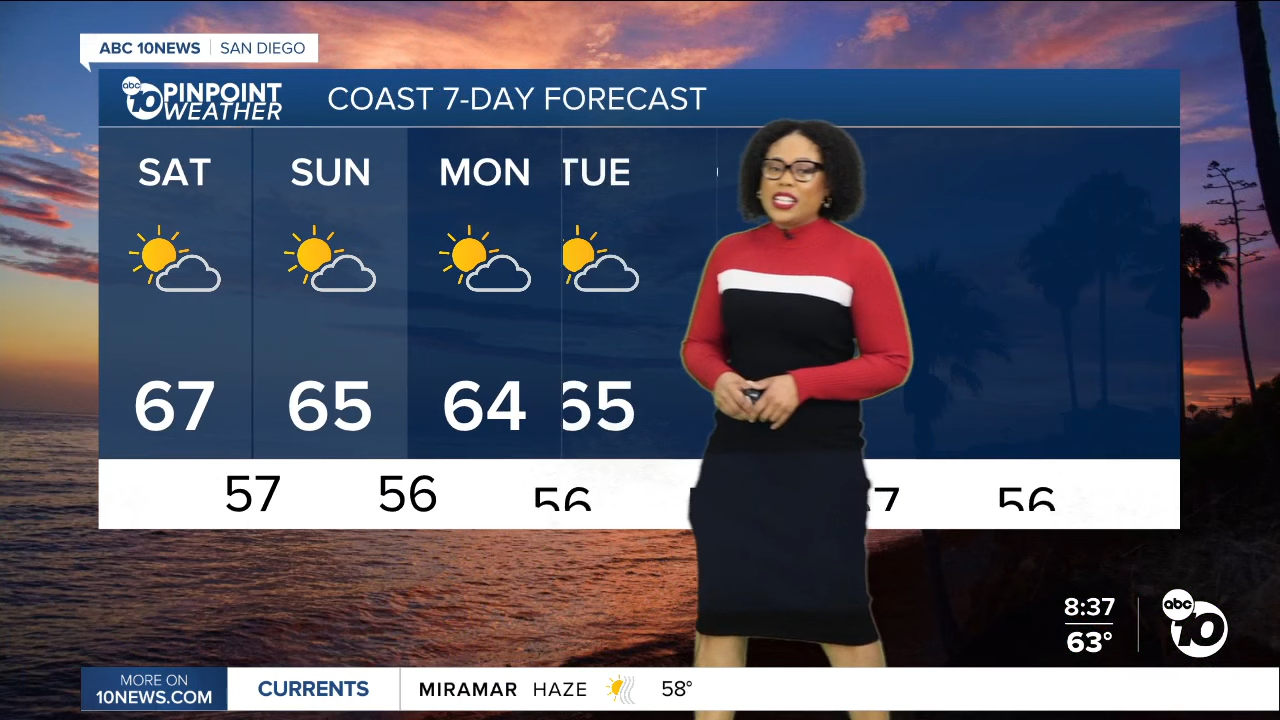 ABC 10NEWS | SAN DIEGO
abc 10 PINPOINT WEATHER
COAST 7-DAY FORECAST
SAT SUN MON TUE
67 65 64 65
57 56 56 56
8:37
63°
abc 10
MORE ON
10NEWS.COM
CURRENTS
MIRAMAR HAZE 58°